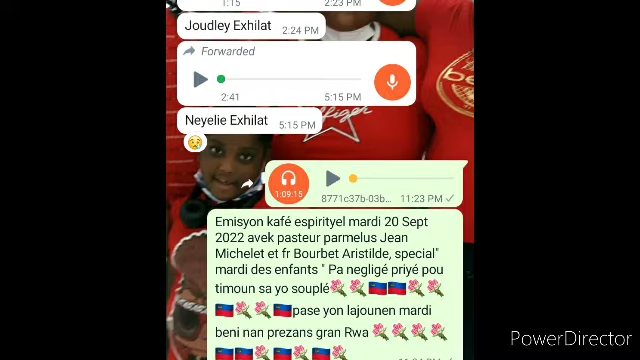 1:15 2:23 PM
Joudley Exhilat 2:24 PM
Forwarded
2:41 5:15 PM
Neyelie Exhilat 5:15 PM
1:09:15
8771c37b-03b... 11:23 PM
Emisyon kafé espirityel mardi 20 Sept
2022 avek pasteur parmelus Jean
Michelet et fr Bourbet Aristilde, special"
mardi des enfants " Pa negligé priyé pou
timoun sa yo souplé🌹🌹🇭🇹🇭🇹🌹🌹
🇭🇹🌹🌹🇭🇹pase yon lajounen mardi
beni nan prezans gran Rwa 🌹🌹🌹🌹
🇭🇹🇭🇹🌹🇭🇹🌹🇭🇹🌹
PowerDirector